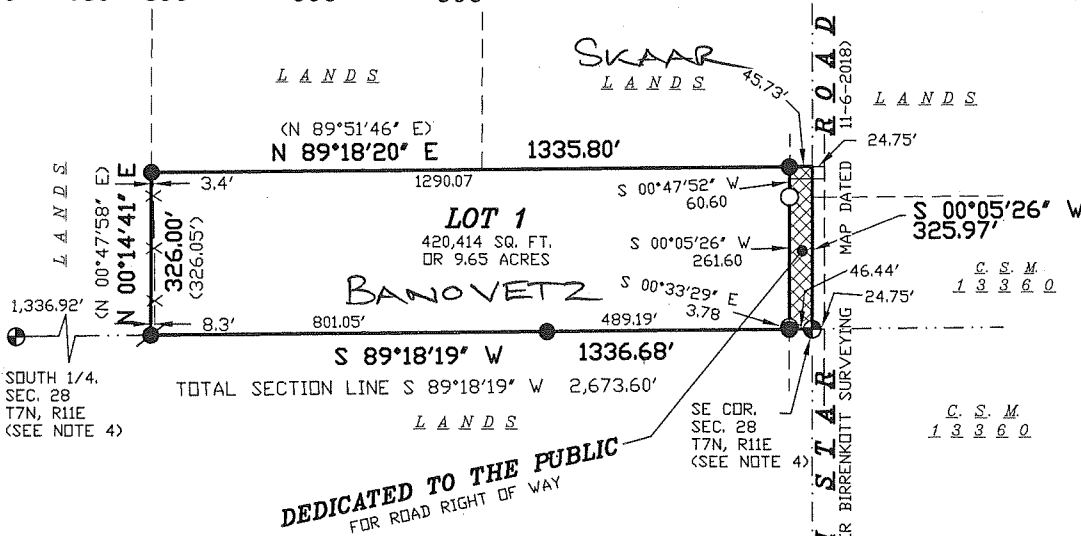 SKAAR
LANDS
LANDS
LANDS
45.73'
24.75'
(N 89°51'46" E)
N 89°18'20" E 1335.80'
3.4'
1290.07
S 00°47'52" W
60.60
LANDS
(N 00°47'58" E)
N 00°14'41" E
326.00'
(326.05')
LOT 1
420,414 SQ. FT.
OR 9.65 ACRES
S 00°05'26" W
261.60
S 00°05'26" W
325.97'
BANOVETZ
S 00°33'29" E
3.78
46.44'
24.75'
C. S. M.
13360
1,336.92'
8.3'
801.05'
489.19'
S 89°18'19" W 1336.68'
TOTAL SECTION LINE S 89°18'19" W 2,673.60'
SOUTH 1/4,
SEC. 28
T7N, R11E
(SEE NOTE 4)
LANDS
SE COR.
SEC. 28
T7N, R11E
(SEE NOTE 4)
C. S. M.
13360
DEDICATED TO THE PUBLIC
FOR ROAD RIGHT OF WAY
STAR ROAD
BIRRENKOTT SURVEYING MAP DATED 11-6-2018)